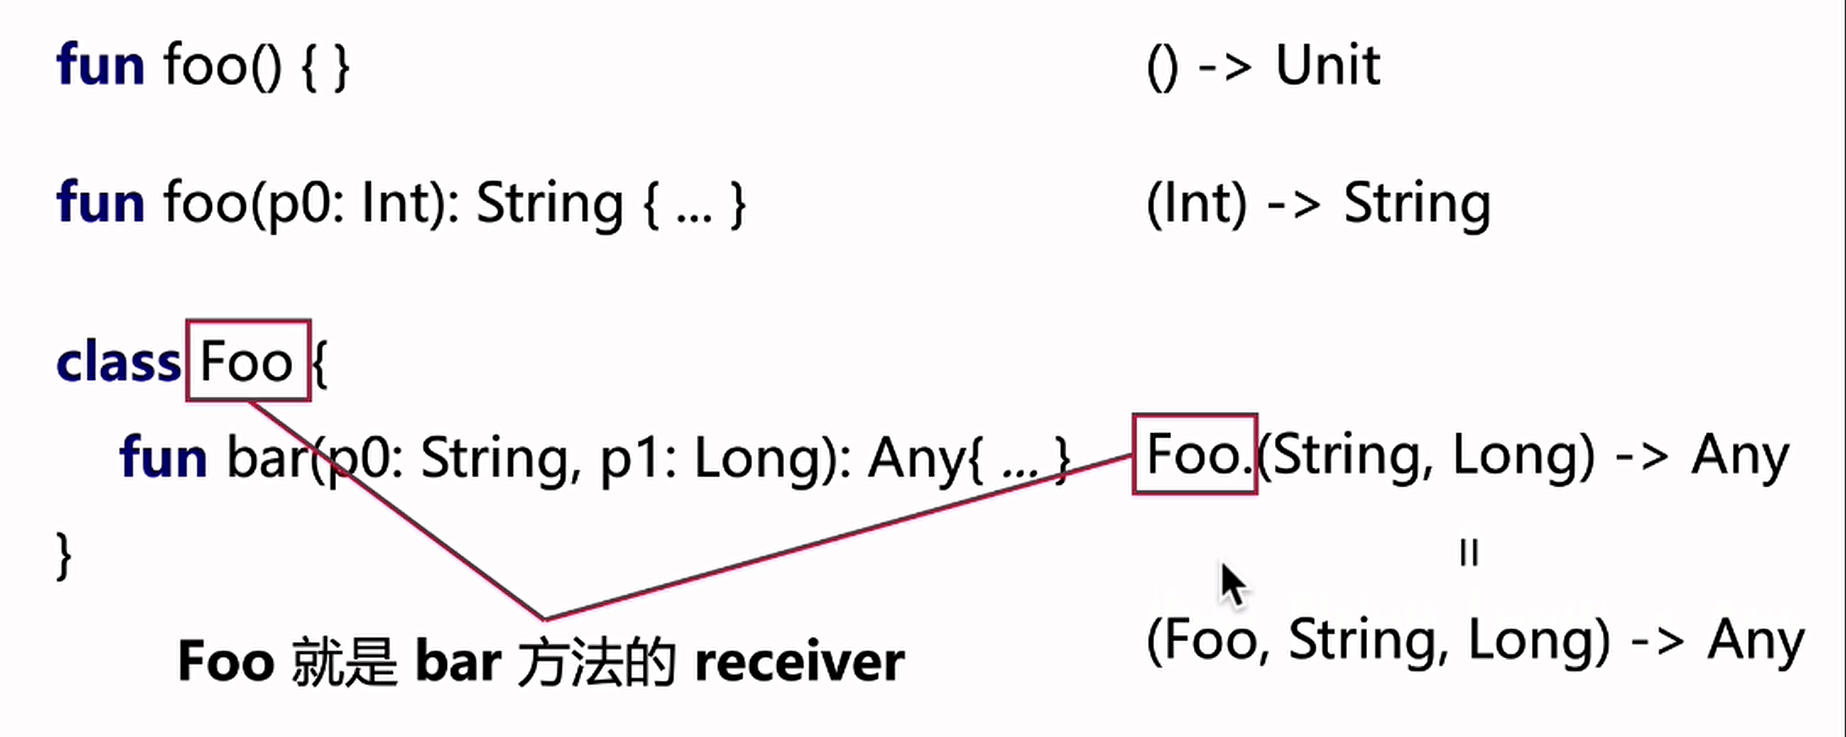 fun foo() { }
() -> Unit
fun foo(p0: Int): String { ... }
(Int) -> String
class Foo {
fun bar(p0: String, p1: Long): Any{ ... }
Foo.(String, Long) -> Any
}
=
(Foo, String, Long) -> Any
Foo 就是 bar 方法的 receiver